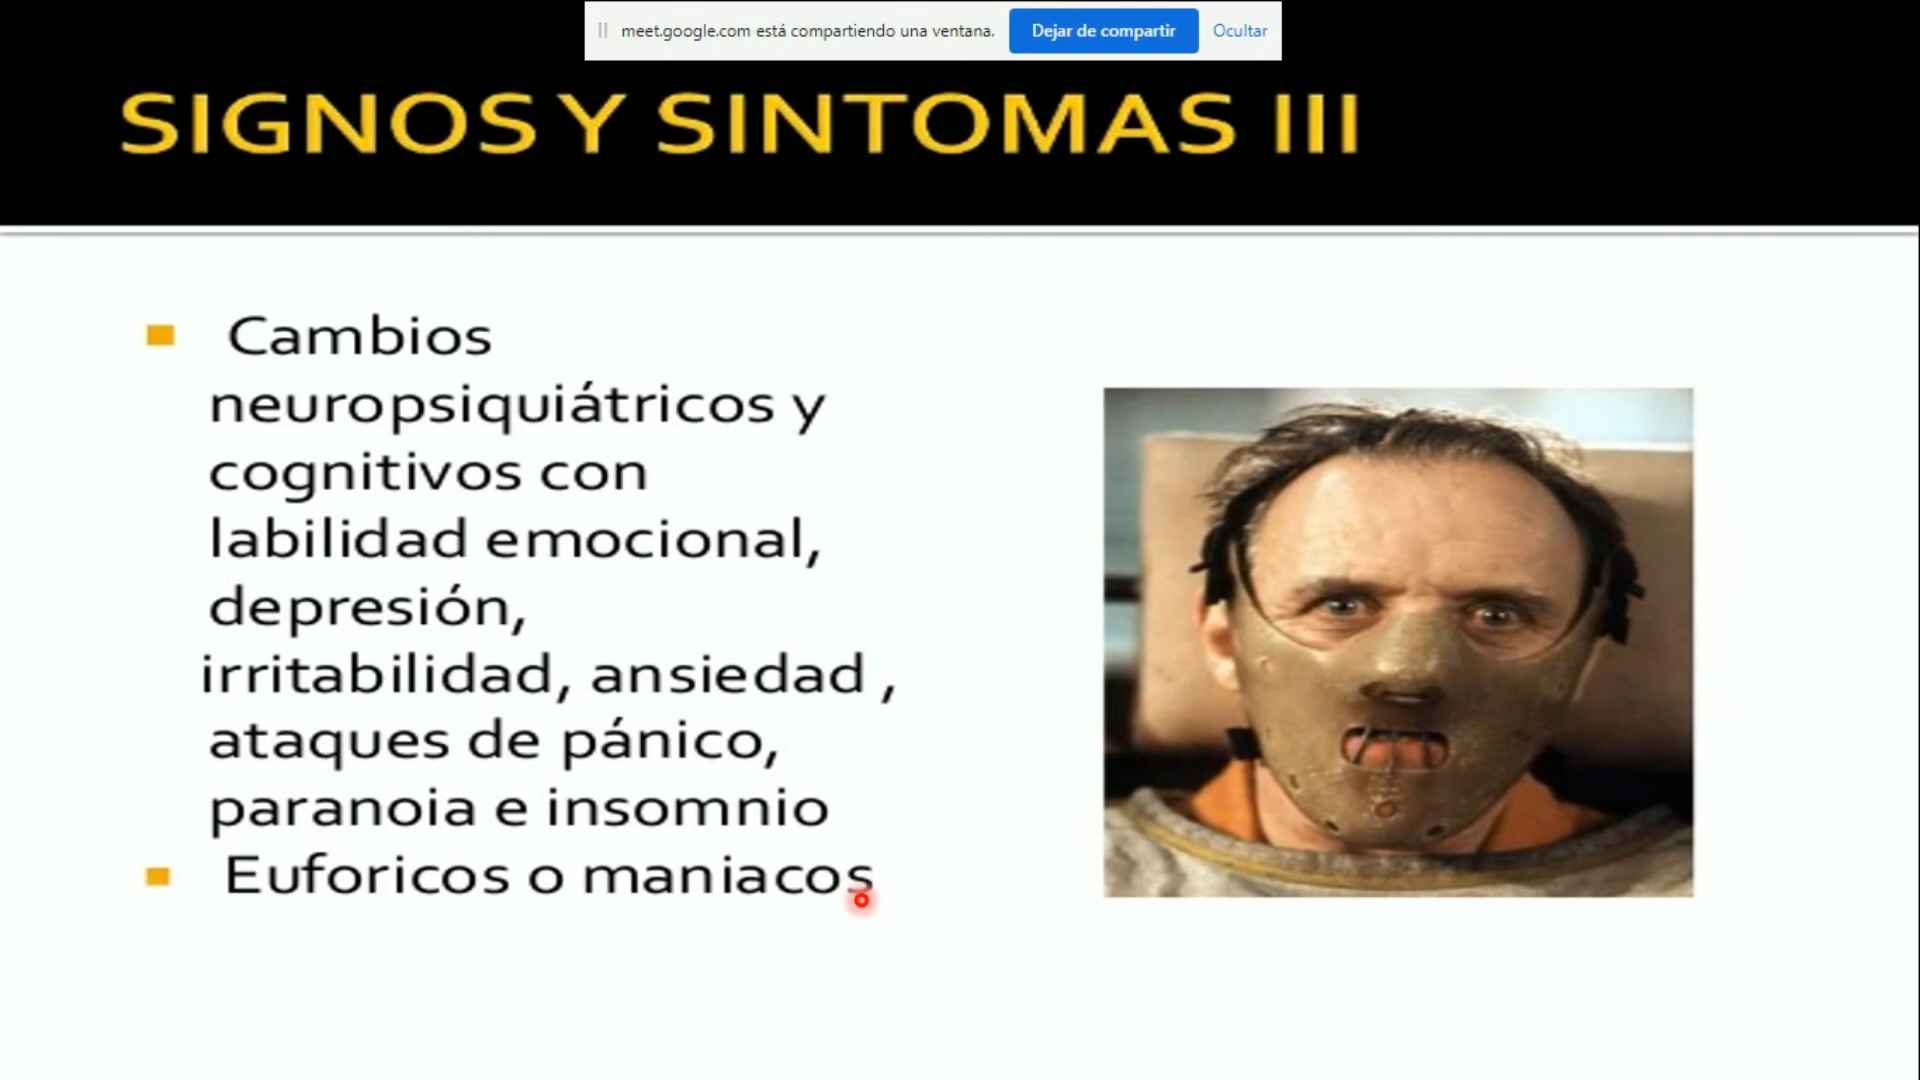 meet.google.com está compartiendo una ventana. Dejar de compartir Ocultar
SIGNOS Y SINTOMAS III
Cambios
neuropsiquiátricos y
cognitivos con
labilidad emocional,
depresión,
irritabilidad, ansiedad ,
ataques de pánico,
paranoia e insomnio
Euforicos o maniacos